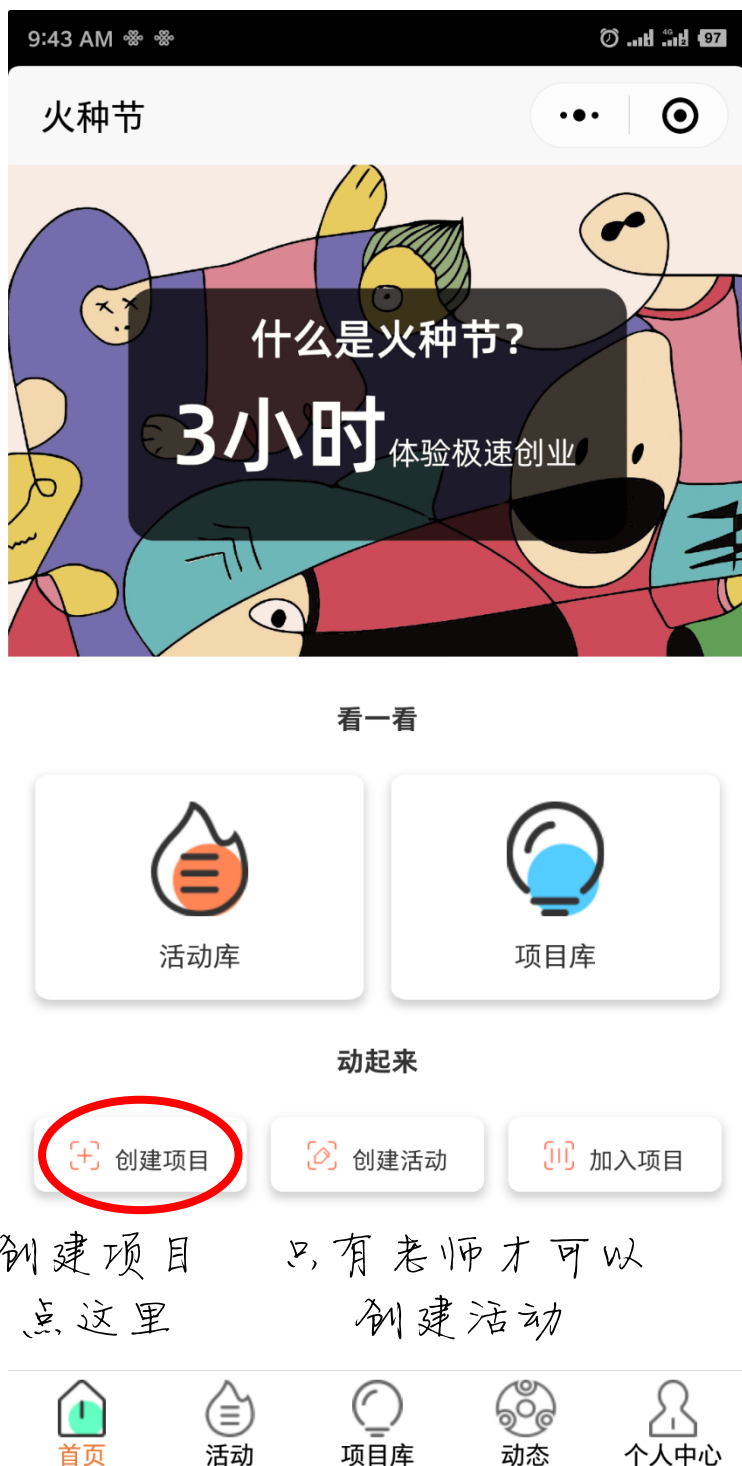 9:43 AM
4G 97
火种节
什么是火种节?
3小时体验极速创业
看一看
活动库 项目库
动起来
创建项目 创建活动 加入项目
创建项目 只有老师才可以
点这里 创建活动
首页 活动 项目库 动态 个人中心